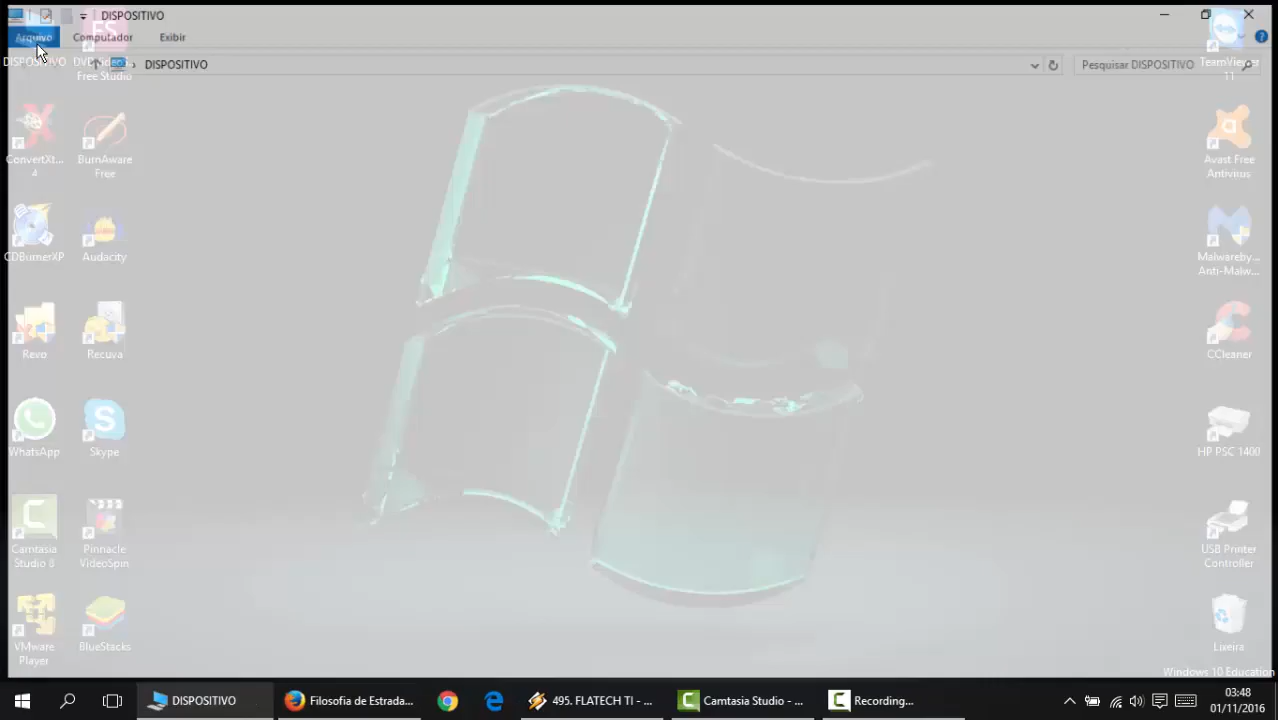 DISPOSITIVO
Arquivo
Computador
Exibir
DISPOSITIVO
Pesquisar DISPOSITIVO
DISPOSITIVO
Free Studio
TeamViewer
11
ConvertXt...
4
BurnAware
Free
Avast Free
Antivirus
CDBurnerXP
Audacity
Malwareby...
Anti-Malw...
Revo
Recuva
CCleaner
WhatsApp
Skype
HP PSC 1400
Camtasia
Studio 8
Pinnacle
VideoSpin
USB Printer
Controller
VMware
Player
BlueStacks
Lixeira
Windows 10 Education
DISPOSITIVO
Filosofia de Estrada...
495. FLATECH TI - ...
Camtasia Studio - ...
Recording...
03:48
01/11/2016